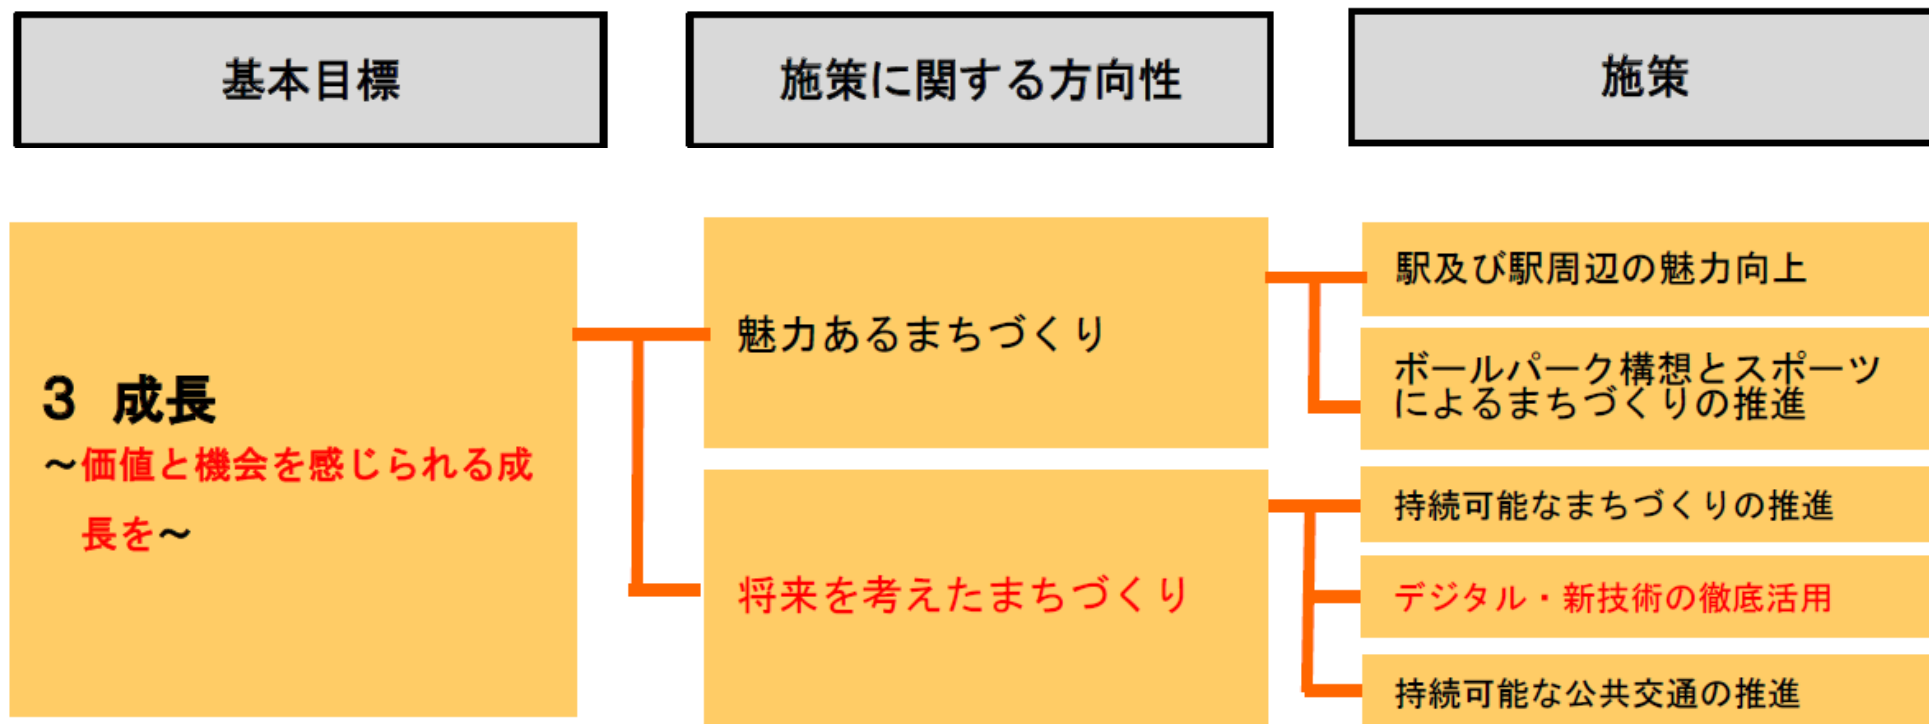 基本目標
施策に関する方向性
施策
3 成長
～価値と機会を感じられる成
長を～
魅力あるまちづくり
将来を考えたまちづくり
駅及び駅周辺の魅力向上
ボールパーク構想とスポーツ
によるまちづくりの推進
持続可能なまちづくりの推進
デジタル・新技術の徹底活用
持続可能な公共交通の推進